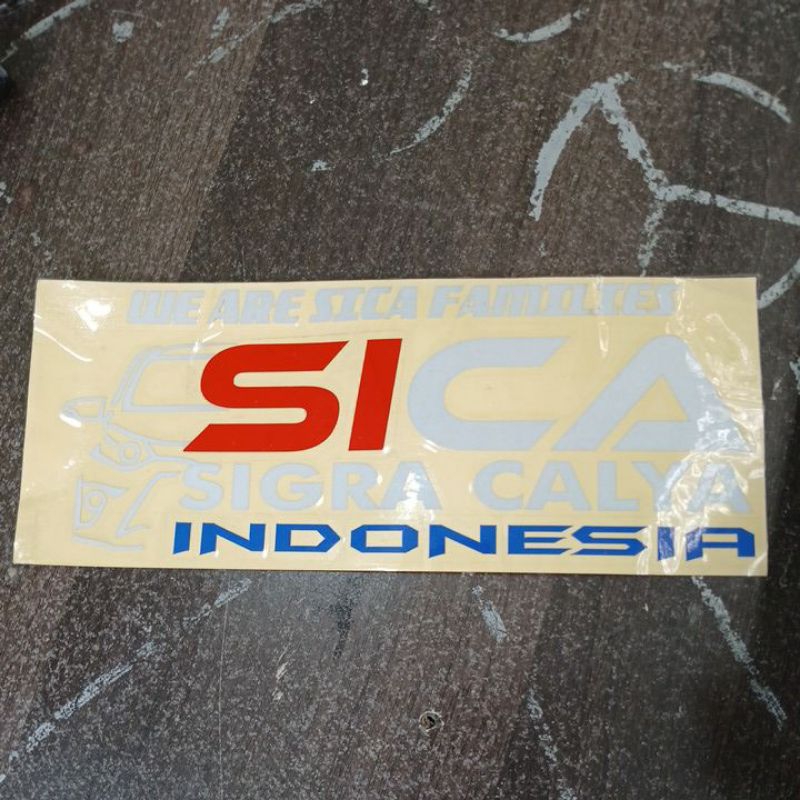 WE ARE SICA FAMILIES
SICA
SIGRA CALYA
INDONESIA